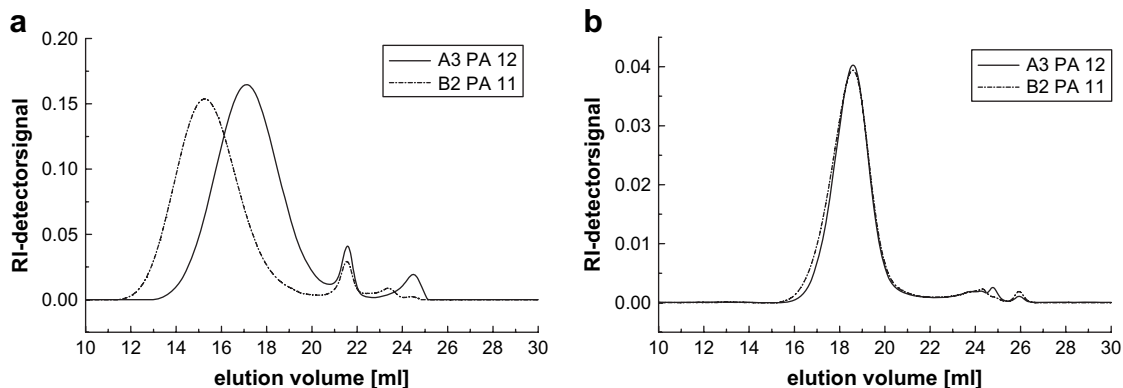 a
0.20
0.15
0.10
0.05
0.00
RI-detectorsignal
10 12 14 16 18 20 22 24 26 28 30
elution volume [ml]
A3 PA 12
B2 PA 11
b
0.04
0.03
0.02
0.01
0.00
RI-detectorsignal
10 12 14 16 18 20 22 24 26 28 30
elution volume [ml]
A3 PA 12
B2 PA 11